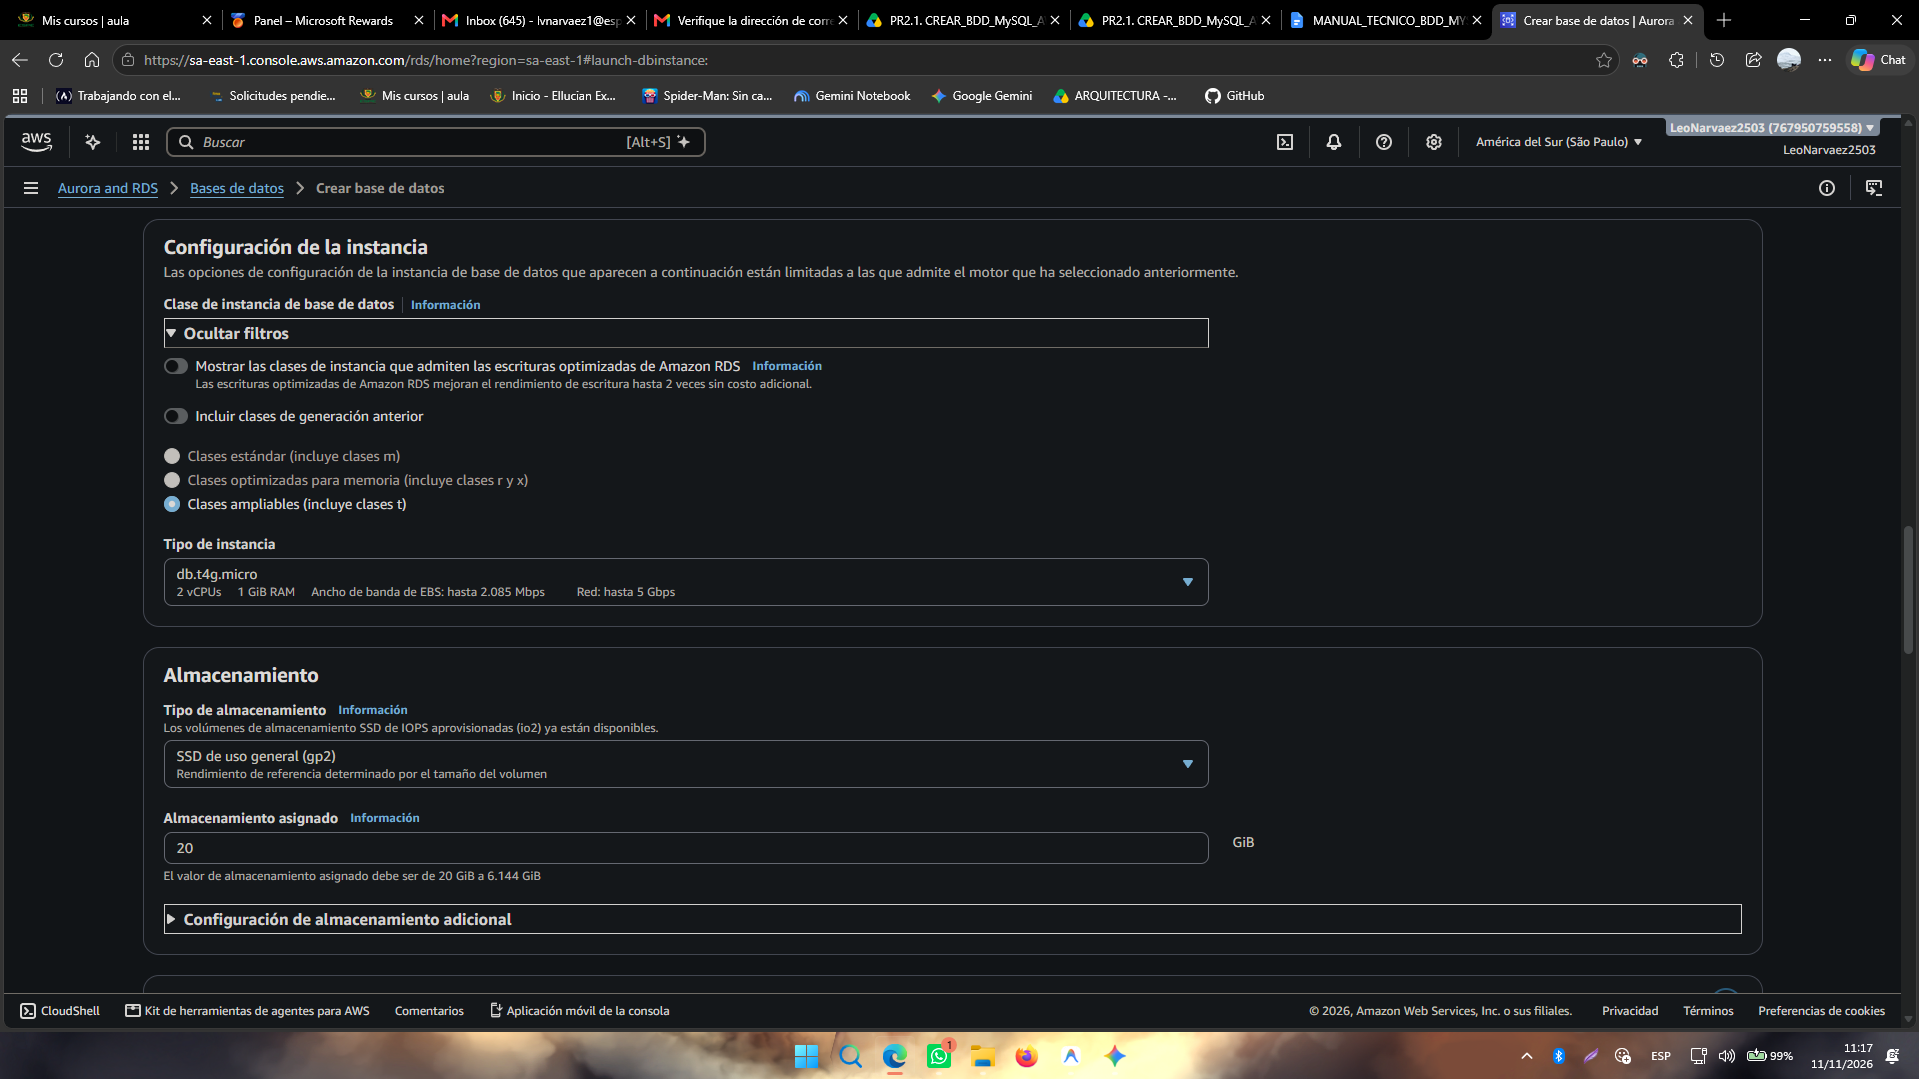 Mis cursos | aula
Panel – Microsoft Rewards
Inbox (645) - lvnarvaez1@esp
Verifique la dirección de corre
PR2.1. CREAR_BDD_MySQL_A
PR2.1. CREAR_BDD_MySQL_A
MANUAL_TECNICO_BDD_MY
Crear base de datos | Aurora
https://sa-east-1.console.aws.amazon.com/rds/home?region=sa-east-1#launch-dbinstance:
Chat
Trabajando con el...
Solicitudes pendie...
Mis cursos | aula
Inicio - Ellucian Ex...
Spider-Man: Sin ca...
Gemini Notebook
Google Gemini
ARQUITECTURA -...
GitHub
aws
Buscar
[Alt+S]
América del Sur (São Paulo)
LeoNarvaez2503 (767950759558)
LeoNarvaez2503
Aurora and RDS
Bases de datos
Crear base de datos
Configuración de la instancia
Las opciones de configuración de la instancia de base de datos que aparecen a continuación están limitadas a las que admite el motor que ha seleccionado anteriormente.
Clase de instancia de base de datos Información
Ocultar filtros
Mostrar las clases de instancia que admiten las escrituras optimizadas de Amazon RDS Información
Las escrituras optimizadas de Amazon RDS mejoran el rendimiento de escritura hasta 2 veces sin costo adicional.
Incluir clases de generación anterior
Clases estándar (incluye clases m)
Clases optimizadas para memoria (incluye clases r y x)
Clases ampliables (incluye clases t)
Tipo de instancia
db.t4g.micro
2 vCPUs 1 GiB RAM Ancho de banda de EBS: hasta 2.085 Mbps Red: hasta 5 Gbps
Almacenamiento
Tipo de almacenamiento Información
Los volúmenes de almacenamiento SSD de IOPS aprovisionadas (io2) ya están disponibles.
SSD de uso general (gp2)
Rendimiento de referencia determinado por el tamaño del volumen
Almacenamiento asignado Información
20
GiB
El valor de almacenamiento asignado debe ser de 20 GiB a 6.144 GiB
Configuración de almacenamiento adicional
CloudShell
Kit de herramientas de agentes para AWS
Comentarios
Aplicación móvil de la consola
© 2026, Amazon Web Services, Inc. o sus filiales.
Privacidad
Términos
Preferencias de cookies
1
ESP
99%
11:17
11/11/2026